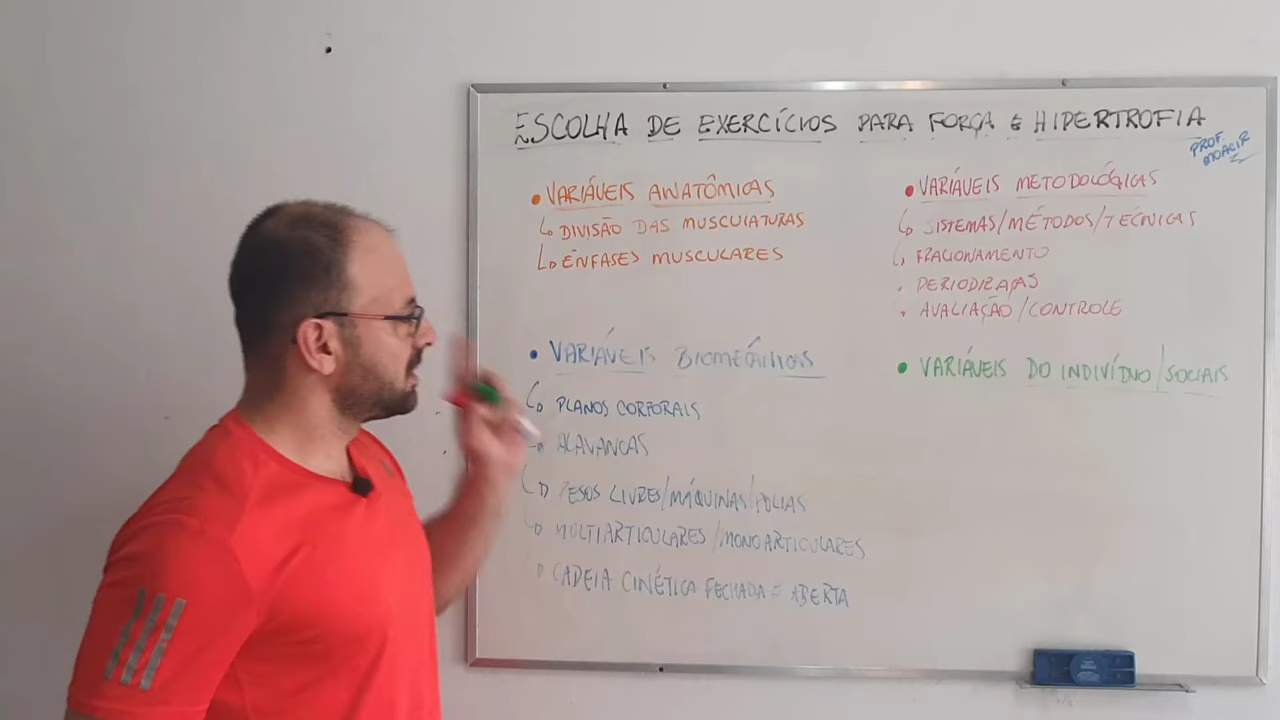 ESCOLHA DE EXERCÍCIOS PARA FORÇA E HIPERTROFIA
PROF. MOACIR
• VARIÁVEIS ANATÔMICAS
DIVISÃO DAS MUSCULATURAS
ÊNFASES MUSCULARES
• VARIÁVEIS BIOMECÂNICAS
PLANOS CORPORAIS
ALAVANCAS
PESOS LIVRES/MÁQUINAS/POLIAS
MULTIARTICULARES/MONOARTICULARES
CADEIA CINÉTICA FECHADA E ABERTA
• VARIÁVEIS METODOLÓGICAS
SISTEMAS/MÉTODOS/TÉCNICAS
FRACIONAMENTO
PERIODIZAÇÃO
AVALIAÇÃO/CONTROLE
• VARIÁVEIS DO INDIVÍDUO/SOCIAIS